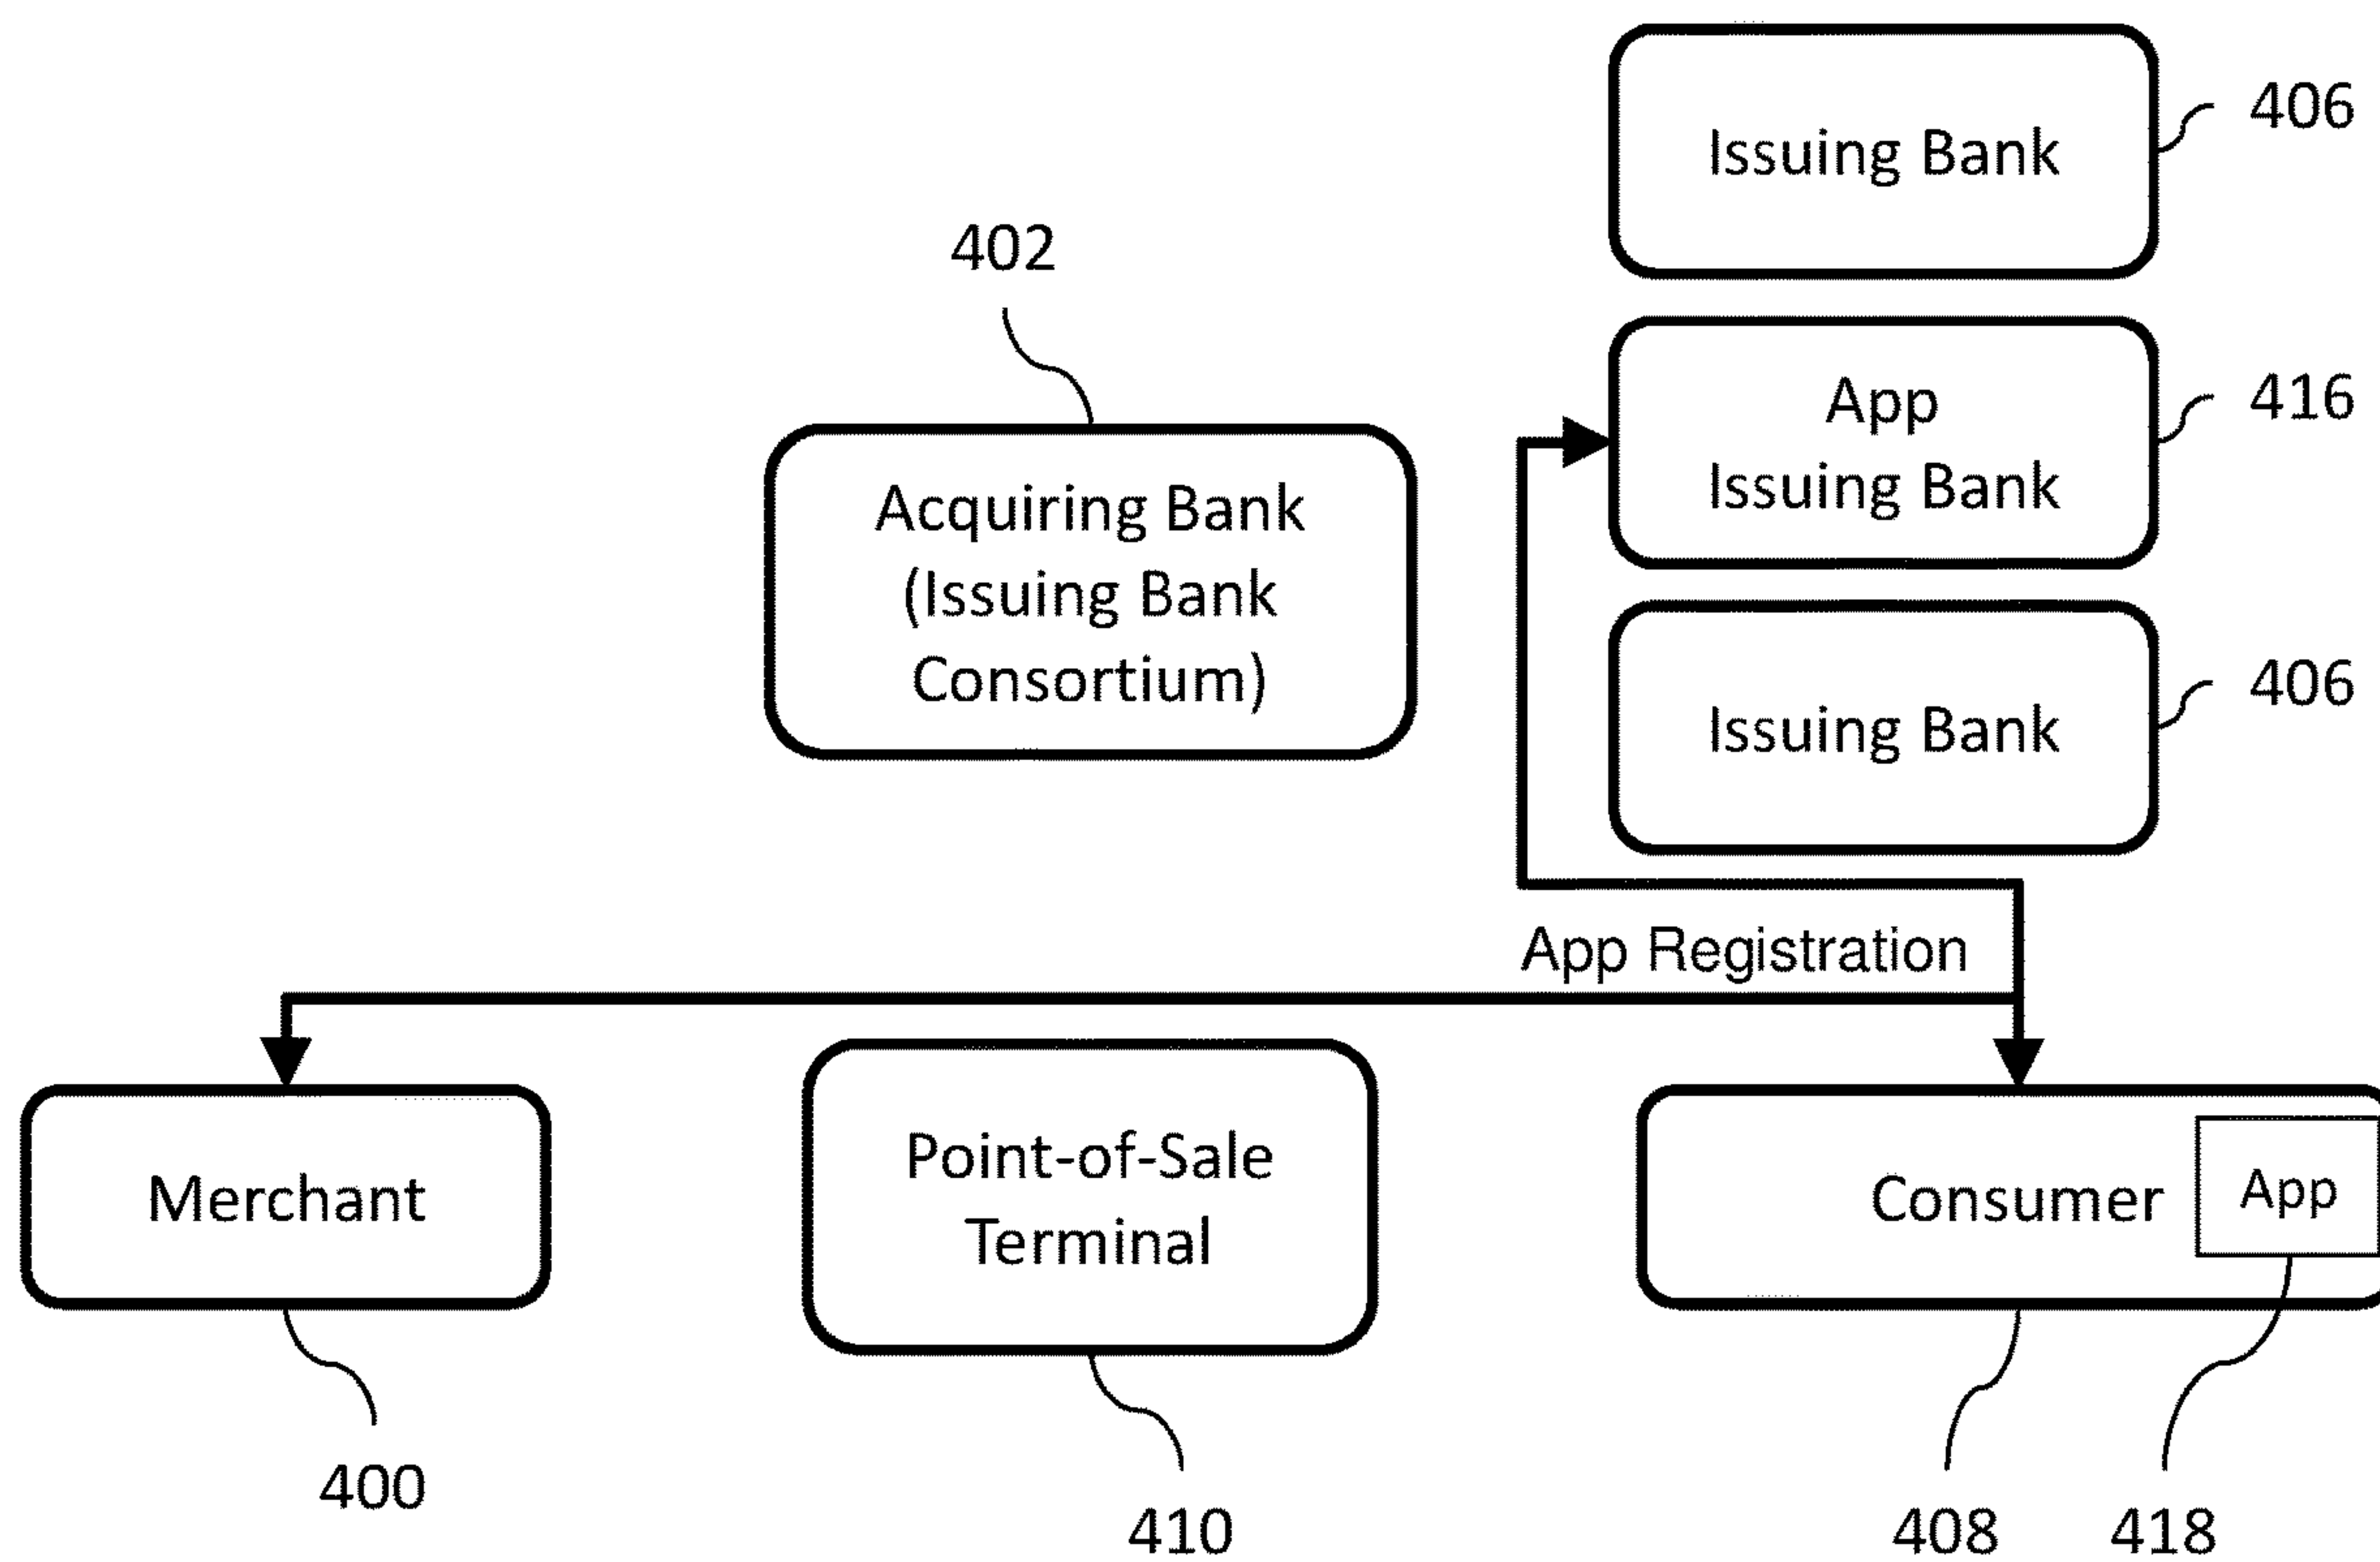 Issuing Bank
406
402
App
Issuing Bank
416
Acquiring Bank
(Issuing Bank
Consortium)
Issuing Bank
406
App Registration
Merchant
Point-of-Sale
Terminal
Consumer
App
400
410
408
418